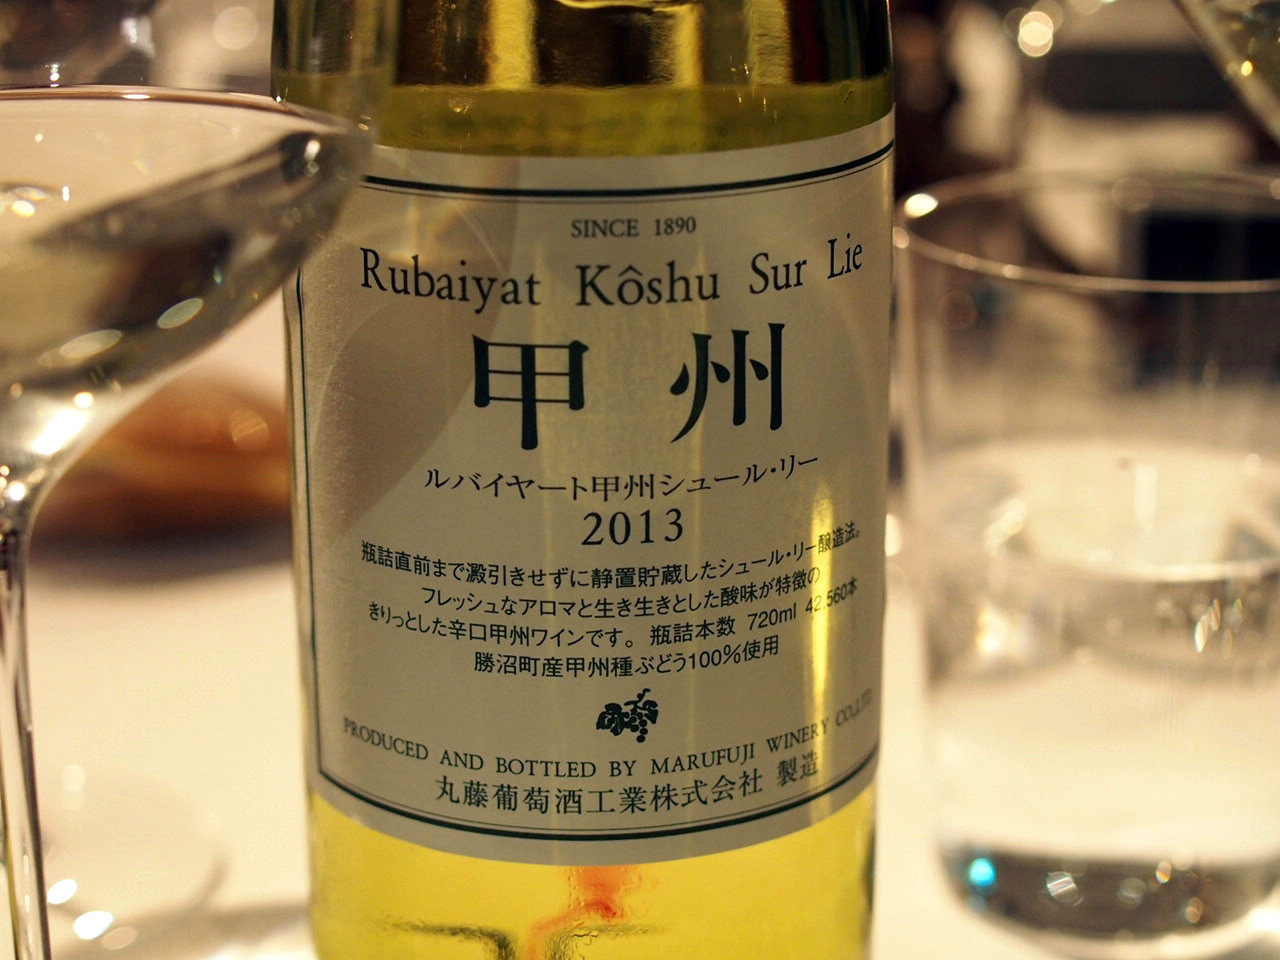 SINCE 1890
Rubaiyat Kôshu Sur Lie
甲州
ルバイヤート甲州シュール・リー
2013
瓶詰直前まで澱引きせずに静置貯蔵したシュール・リー醸造法。
フレッシュなアロマと生き生きとした酸味が特徴の
きりっとした辛口甲州ワインです。 瓶詰本数 720ml 42,560本
勝沼町産甲州種ぶどう100%使用
PRODUCED AND BOTTLED BY MARUFUJI WINERY CO.,LTD.
丸藤葡萄酒工業株式会社 製造